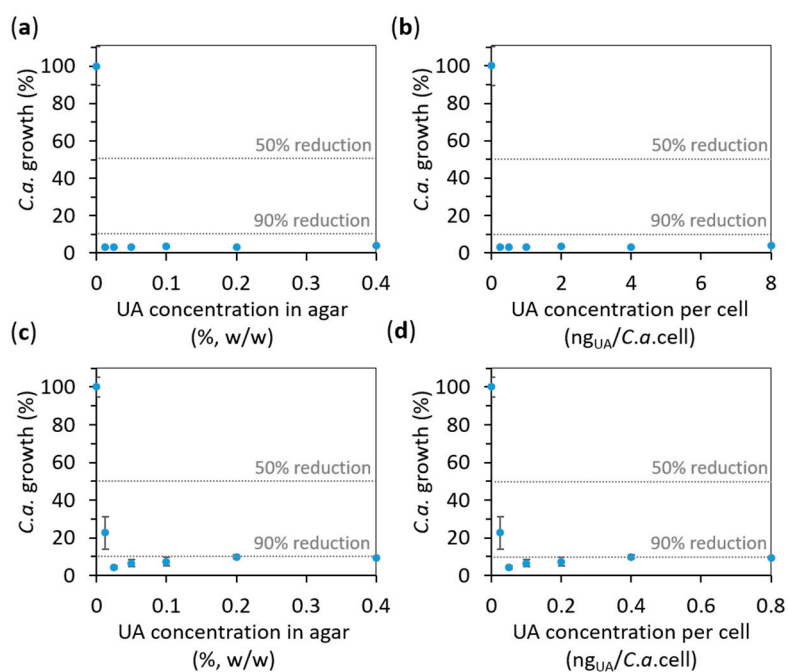 (a)
100
80
60
40
20
0
C.a. growth (%)
50% reduction
90% reduction
0 0.1 0.2 0.3 0.4
UA concentration in agar
(%, w/w)
(b)
100
80
60
40
20
0
C.a. growth (%)
50% reduction
90% reduction
0 2 4 6 8
UA concentration per cell
(ngUA/C.a.cell)
(c)
100
80
60
40
20
0
C.a. growth (%)
50% reduction
90% reduction
0 0.1 0.2 0.3 0.4
UA concentration in agar
(%, w/w)
(d)
100
80
60
40
20
0
C.a. growth (%)
50% reduction
90% reduction
0 0.2 0.4 0.6 0.8
UA concentration per cell
(ngUA/C.a.cell)